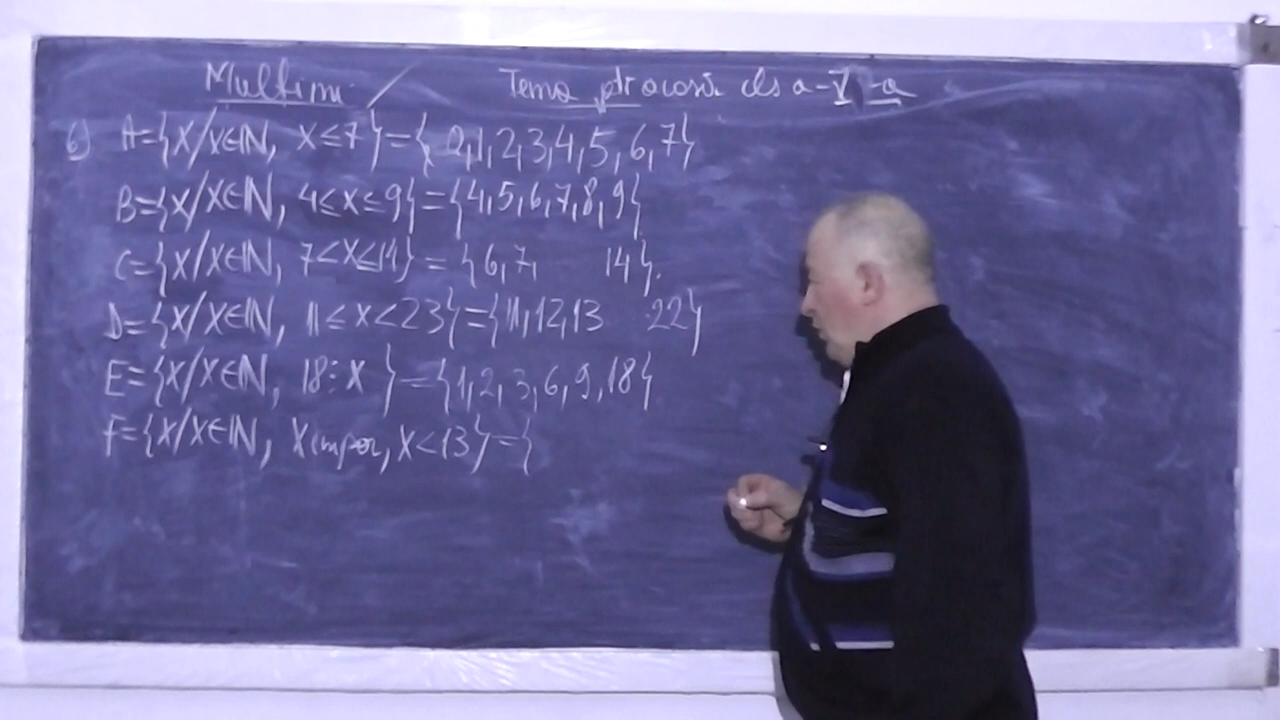 Multimi Tema ptr acasă cls a-V-a
6) A={x/x∈ℕ, x≤7}={0,1,2,3,4,5,6,7}
B={x/x∈ℕ, 4≤x≤9}={4,5,6,7,8,9}
C={x/x∈ℕ, 7<x≤14}={6,7, 14}.
D={x/x∈ℕ, 11≤x<23}={11,12,13 22}
E={x/x∈ℕ, 18⋮x}={1,2,3,6,9,18}
F={x/x∈ℕ, x impar, x<13}={